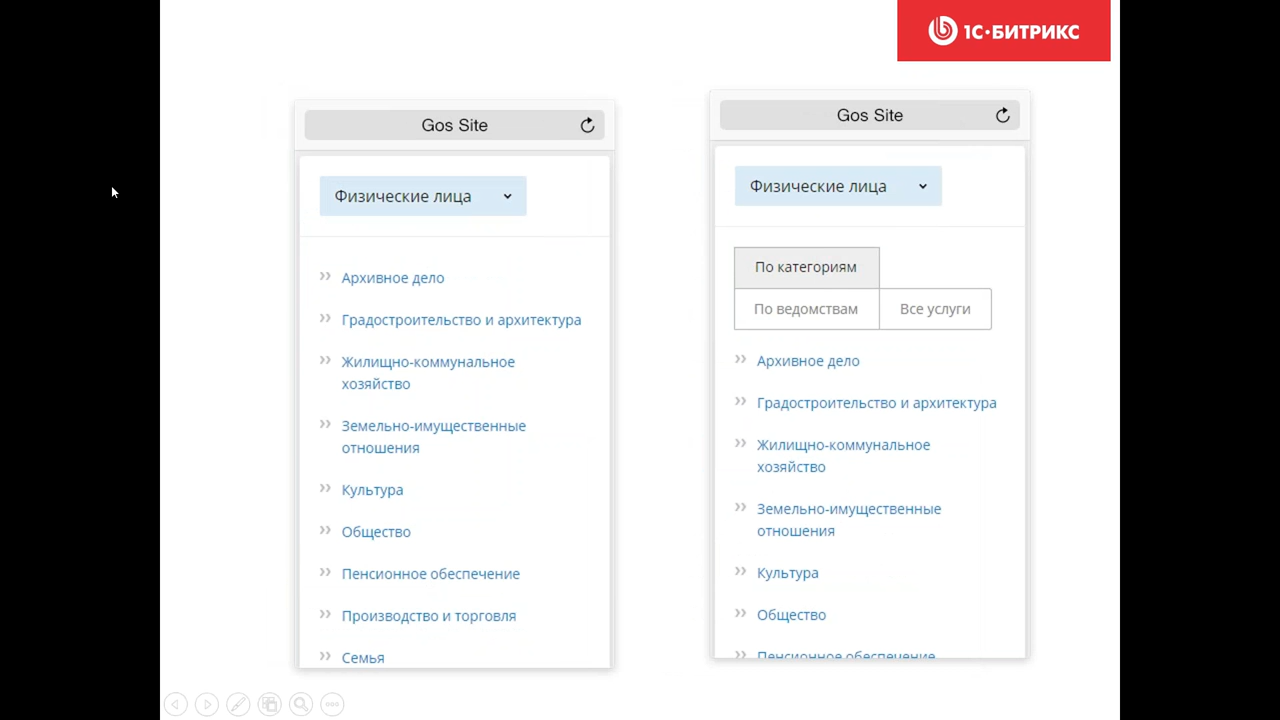 1С·БИТРИКС
Gos Site
Физические лица
Архивное дело
Градостроительство и архитектура
Жилищно-коммунальное
хозяйство
Земельно-имущественные
отношения
Культура
Общество
Пенсионное обеспечение
Производство и торговля
Семья
Gos Site
Физические лица
По категориям
По ведомствам
Все услуги
Архивное дело
Градостроительство и архитектура
Жилищно-коммунальное
хозяйство
Земельно-имущественные
отношения
Культура
Общество
Пенсионное обеспечение